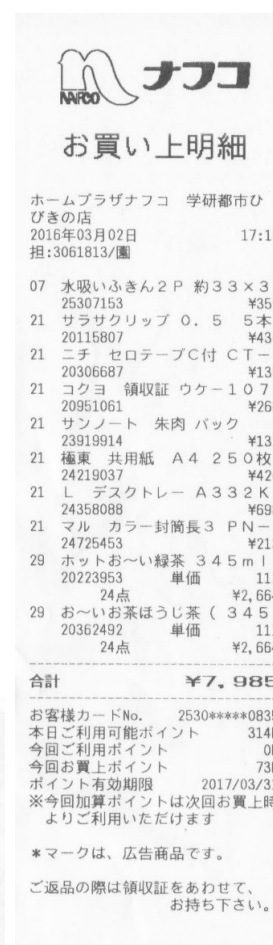 NAFCO ナフコ
お買い上明細
ホームプラザナフコ 学研都市ひ
びきの店
2016年03月02日 17:1
担:3061813/園
07 水吸いふきん2P 約33×3
25307153 ¥35
21 サラサクリップ 0.5 5本
20115807 ¥43
21 ニチ セロテープC付 CT-
20306687 ¥13
21 コクヨ 領収証 ウケー107
20951061 ¥26
21 サンノート 朱肉 パック
23919914 ¥13
21 極東 共用紙 A4 250枚
24219037 ¥42
21 L デスクトレー A332K
24358088 ¥69
21 マル カラー封筒長3 PN-
24725453 ¥21
29 ホットお~い緑茶 345ml
20223953 単価 11
24点 ¥2,66
29 お~いお茶ほうじ茶( 345
20362492 単価 11
24点 ¥2,66
合計 ¥7,985
お客様カードNo. 2530*****083
本日ご利用可能ポイント 314
今回ご利用ポイント 0
今回お買上ポイント 73
ポイント有効期限 2017/03/3
※今回加算ポイントは次回お買上時
よりご利用いただけます
*マークは、広告商品です。
ご返品の際は領収証をあわせて、
お持ち下さい。